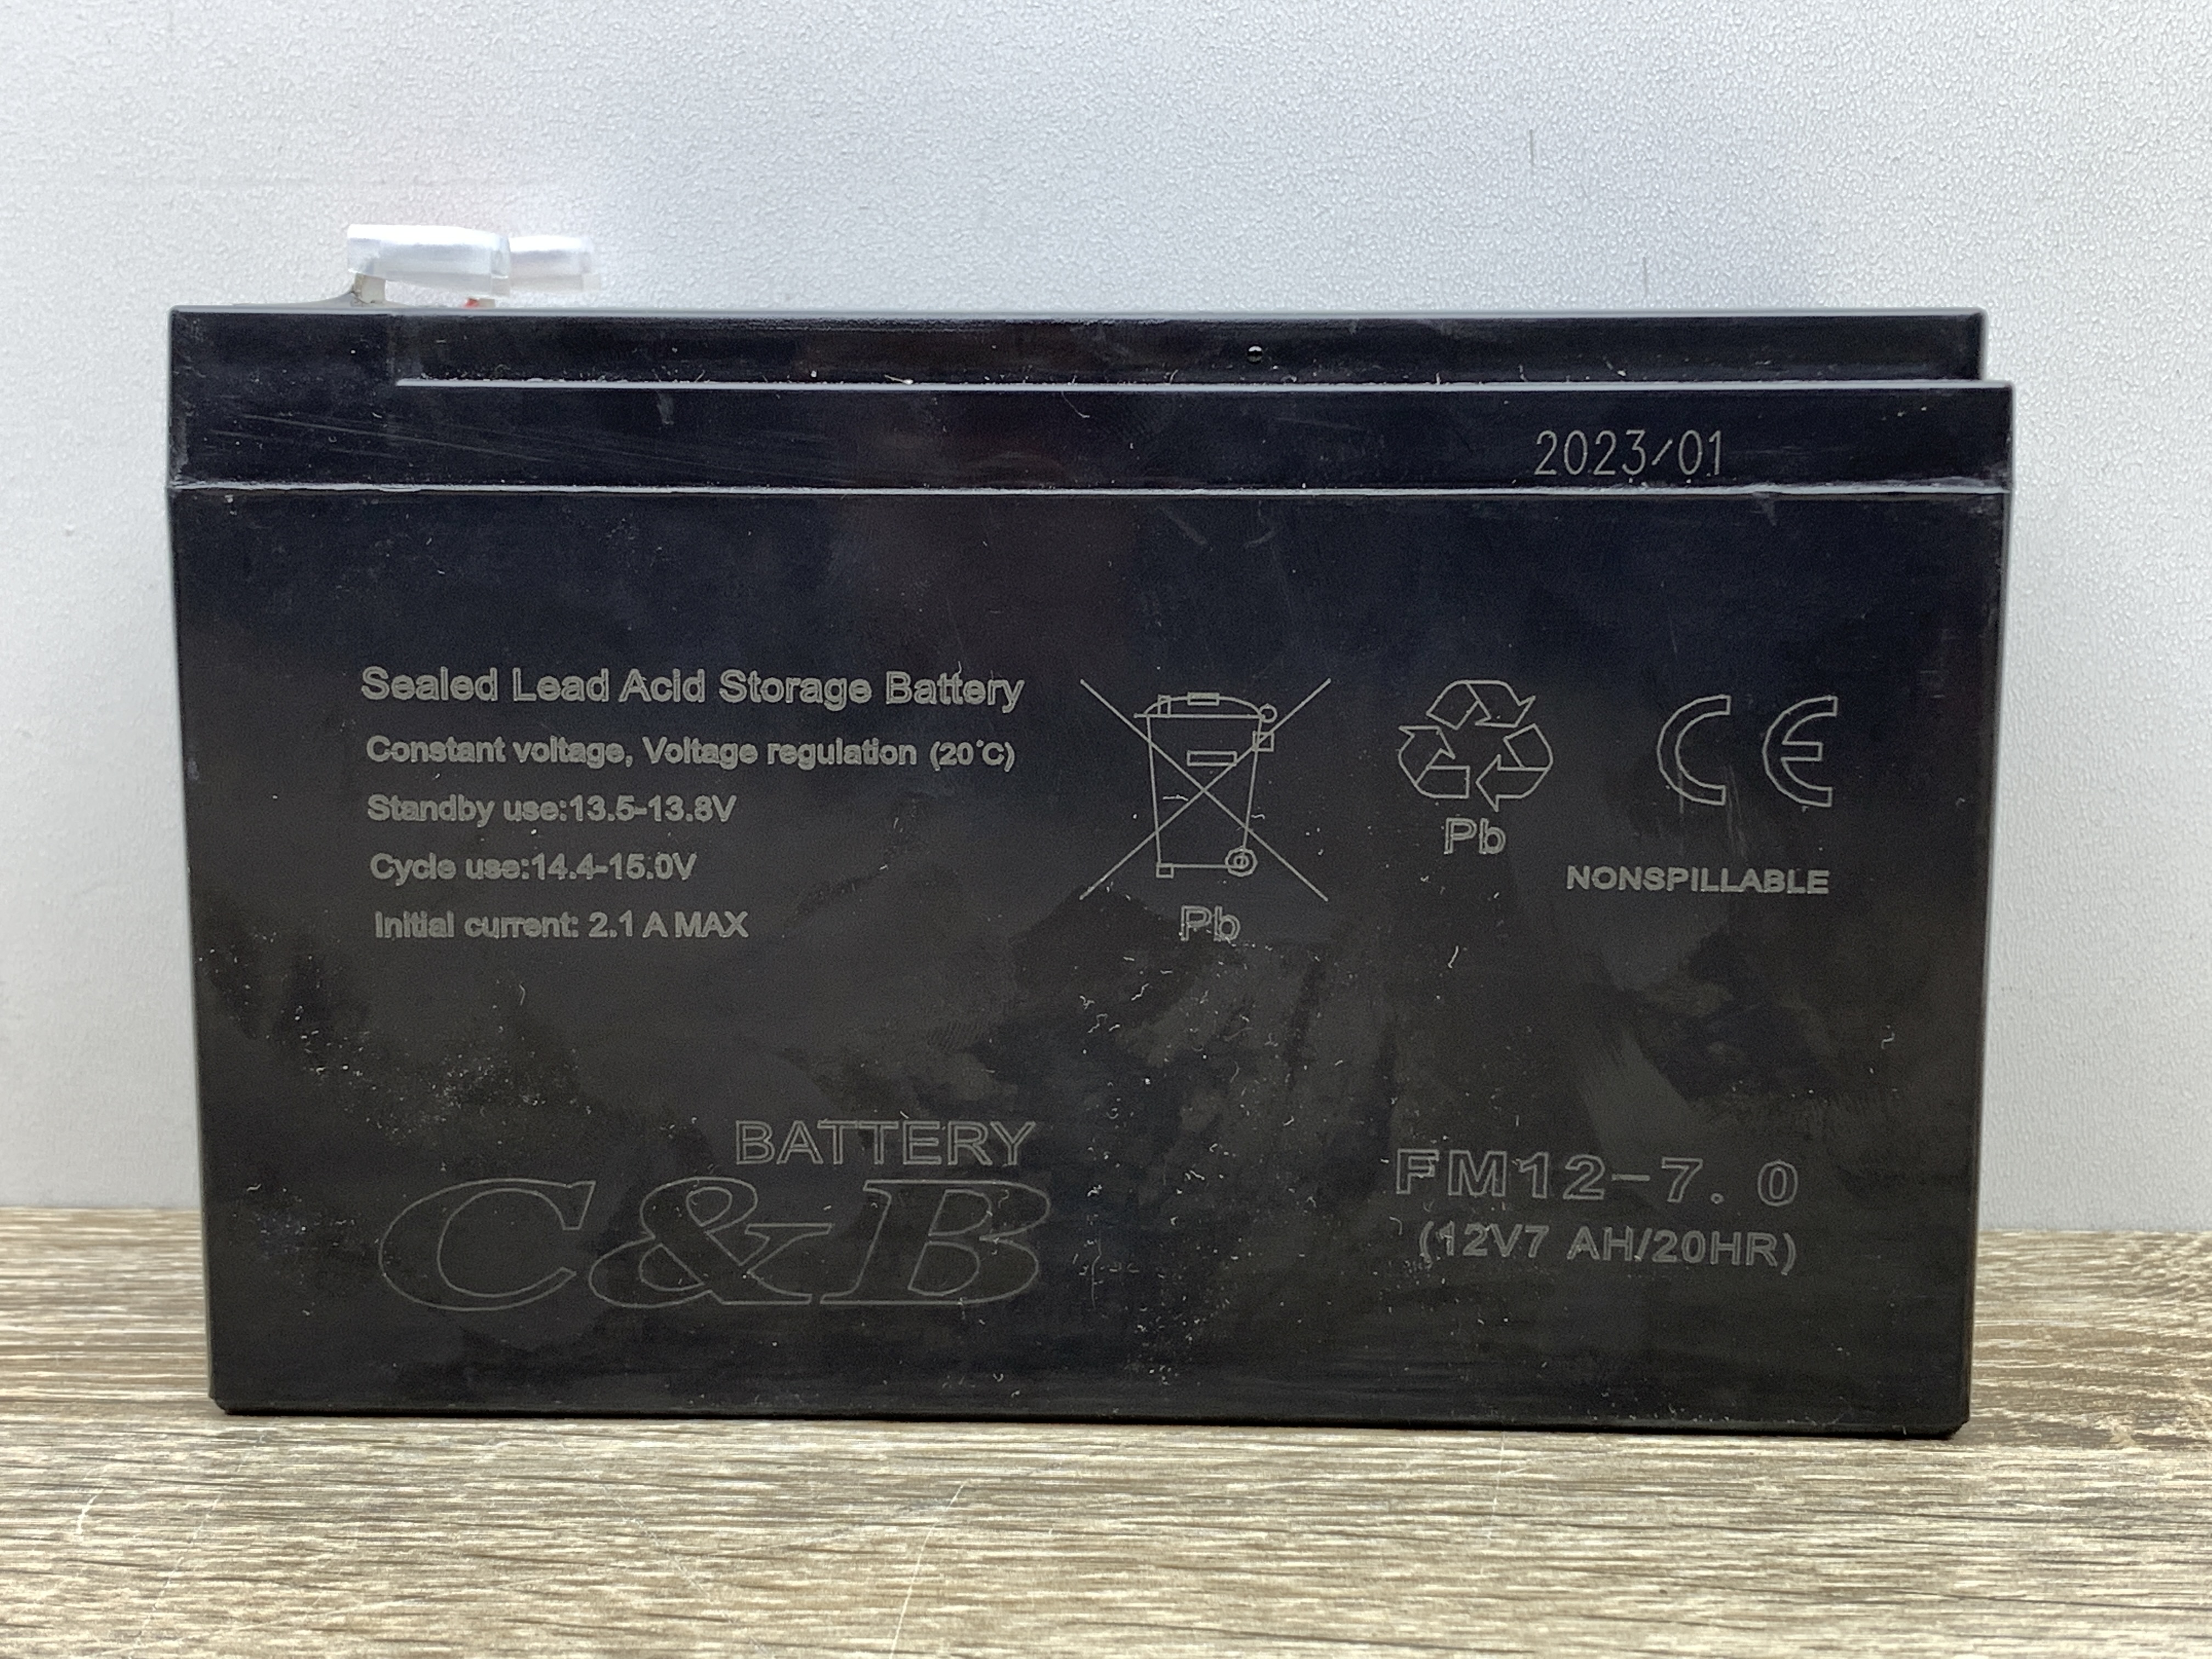 2023/01
Sealed Lead Acid Storage Battery
Constant voltage, Voltage regulation (20°C)
Standby use:13.5-13.8V
Cycle use:14.4-15.0V
Initial current: 2.1 A MAX
Pb
Pb
CE
NONSPILLABLE
BATTERY
C&B
FM12-7.0
(12V7 AH/20HR)